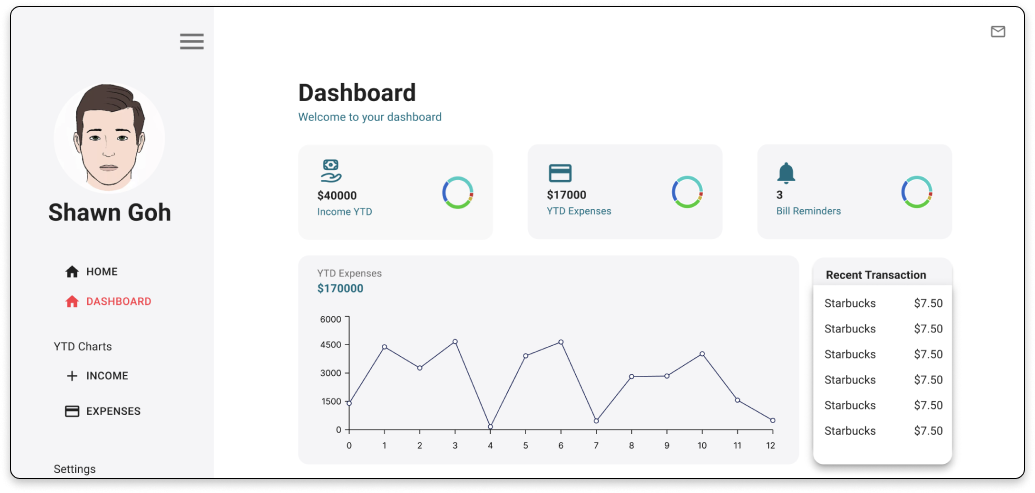 Shawn Goh
HOME
DASHBOARD
YTD Charts
INCOME
EXPENSES
Settings
Dashboard
Welcome to your dashboard
$40000
Income YTD
$17000
YTD Expenses
3
Bill Reminders
YTD Expenses
$170000
6000
4500
3000
1500
0
0 1 2 3 4 5 6 7 8 9 10 11 12
Recent Transaction
Starbucks $7.50
Starbucks $7.50
Starbucks $7.50
Starbucks $7.50
Starbucks $7.50
Starbucks $7.50